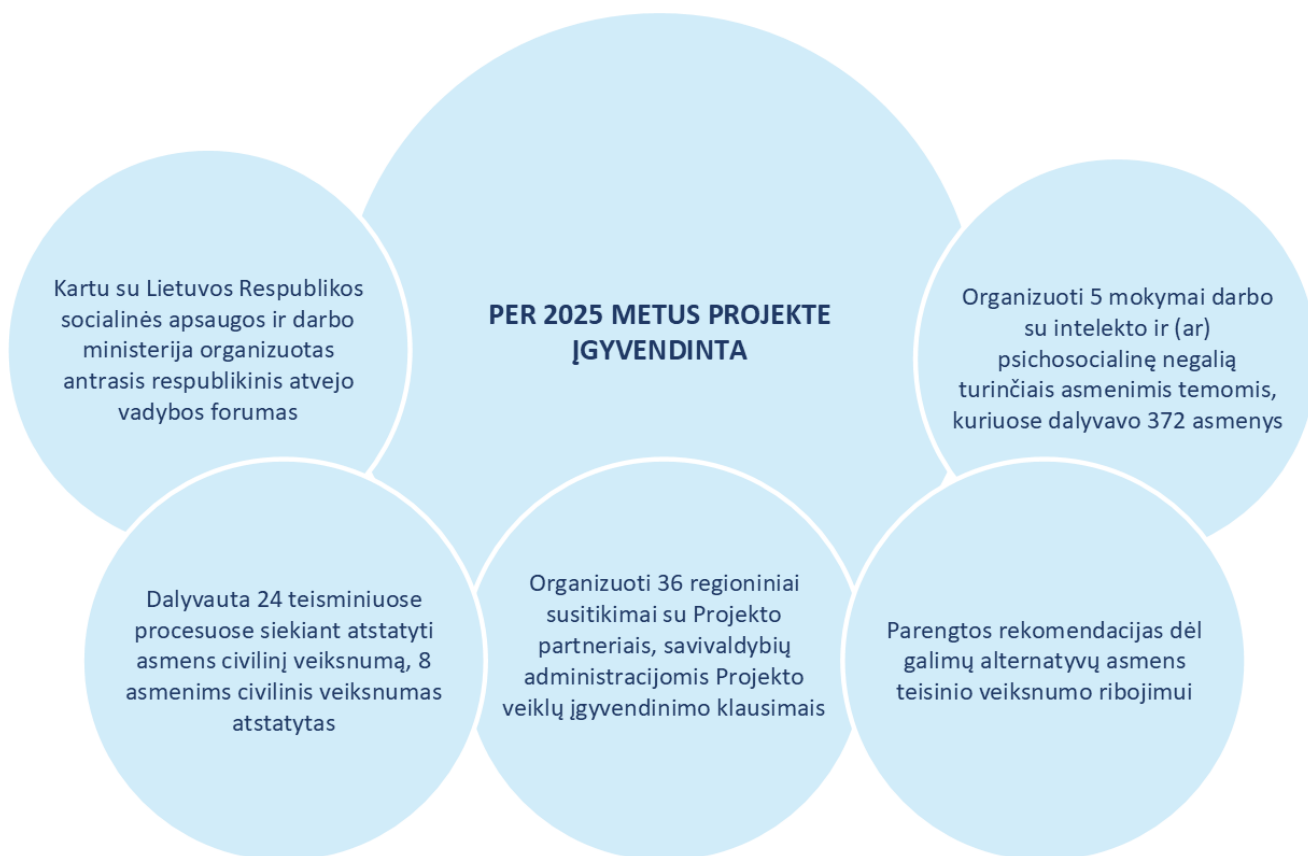 PER 2025 METUS PROJEKTE
ĮGYVENDINTA
Kartu su Lietuvos Respublikos
socialinės apsaugos ir darbo
ministerija organizuotas
antrasis respublikinis atvejo
vadybos forumas
Organizuoti 5 mokymai darbo
su intelekto ir (ar)
psichosocialinę negalią
turinčiais asmenimis temomis,
kuriuose dalyvavo 372 asmenys
Dalyvauta 24 teisminiuose
procesuose siekiant atstatyti
asmens civilinį veiksnumą, 8
asmenims civilinis veiksnumas
atstatytas
Organizuoti 36 regioniniai
susitikimai su Projekto
partneriais, savivaldybių
administracijomis Projekto
veiklų įgyvendinimo klausimais
Parengtos rekomendacijas dėl
galimų alternatyvų asmens
teisinio veiksnumo ribojimui